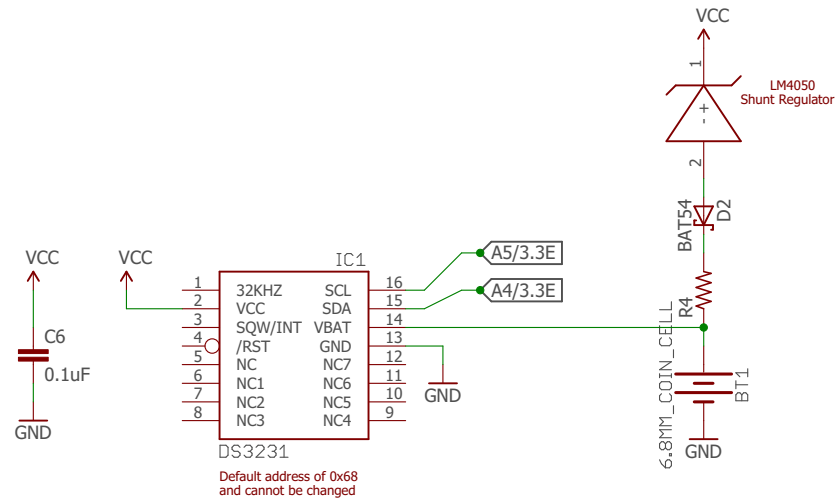 VCC
1
LM4050
Shunt Regulator
+
-
2
BAT54
D2
VCC
VCC
IC1
A5/3.3E
A4/3.3E
1 32KHZ SCL 16
2 VCC SDA 15
3 SQW/INT VBAT 14
4 /RST GND 13
5 NC NC7 12
6 NC1 NC6 11
7 NC2 NC5 10
8 NC3 NC4 9
C6
0.1uF
GND
GND
R4
6.8MM_COIN_CELL
BT1
GND
DS3231
Default address of 0x68
and cannot be changed